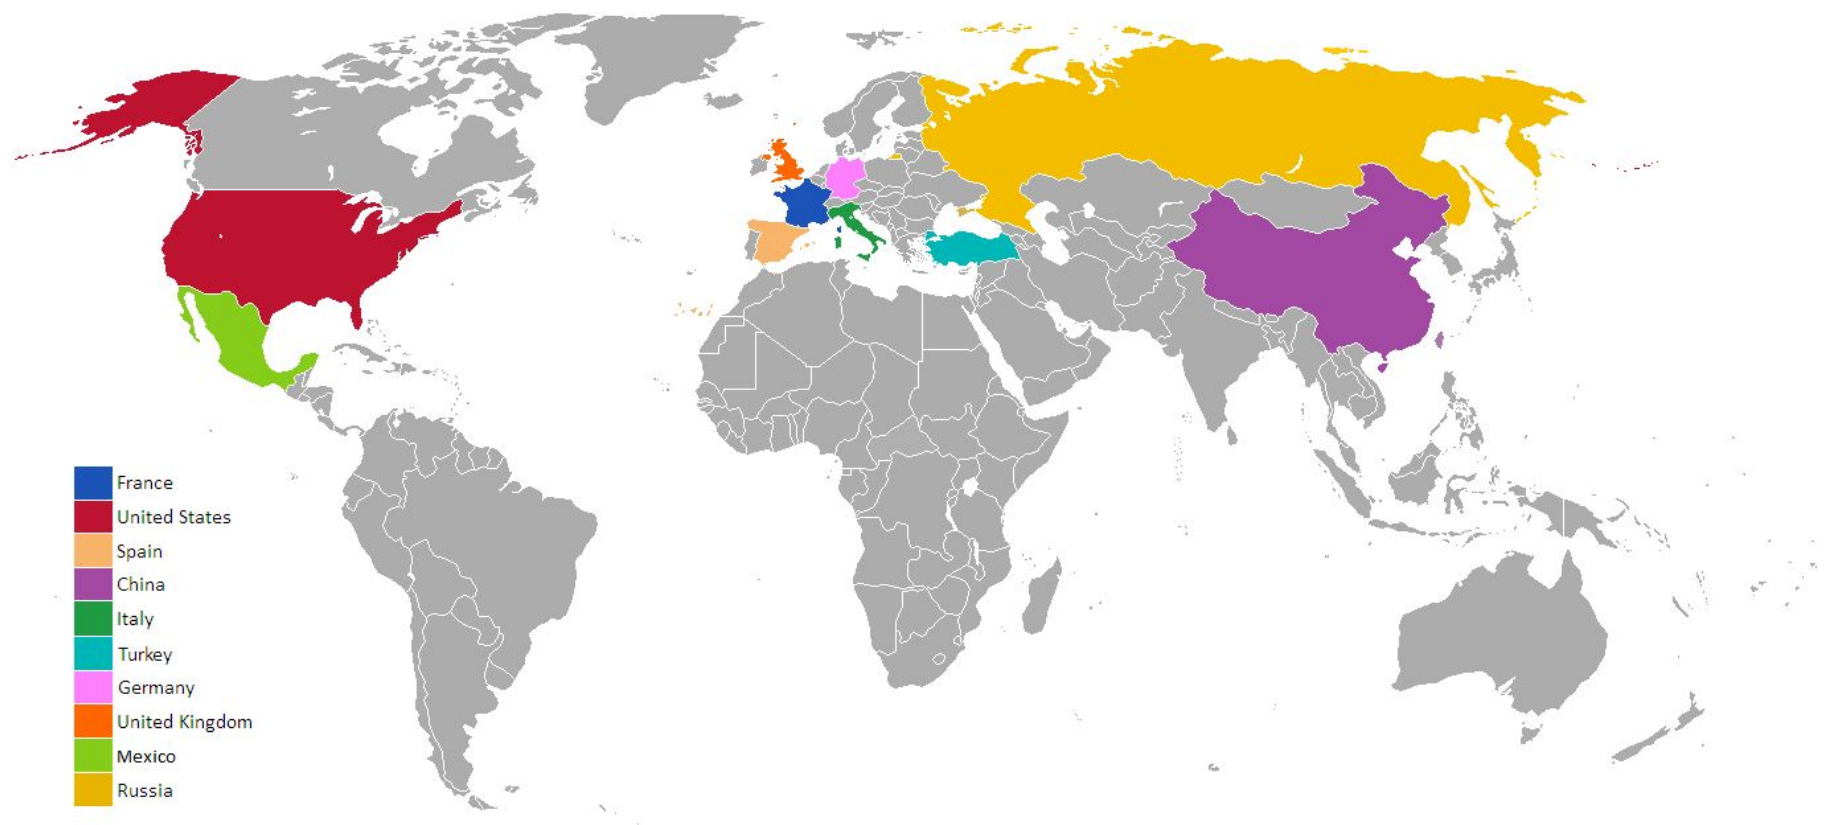 France
United States
Spain
China
Italy
Turkey
Germany
United Kingdom
Mexico
Russia